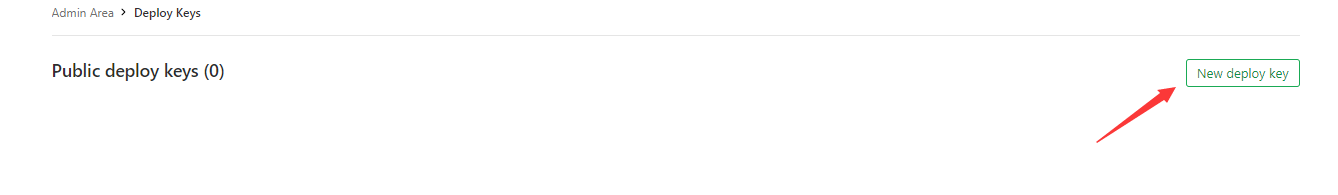 Admin Area > Deploy Keys
Public deploy keys (0)
New deploy key